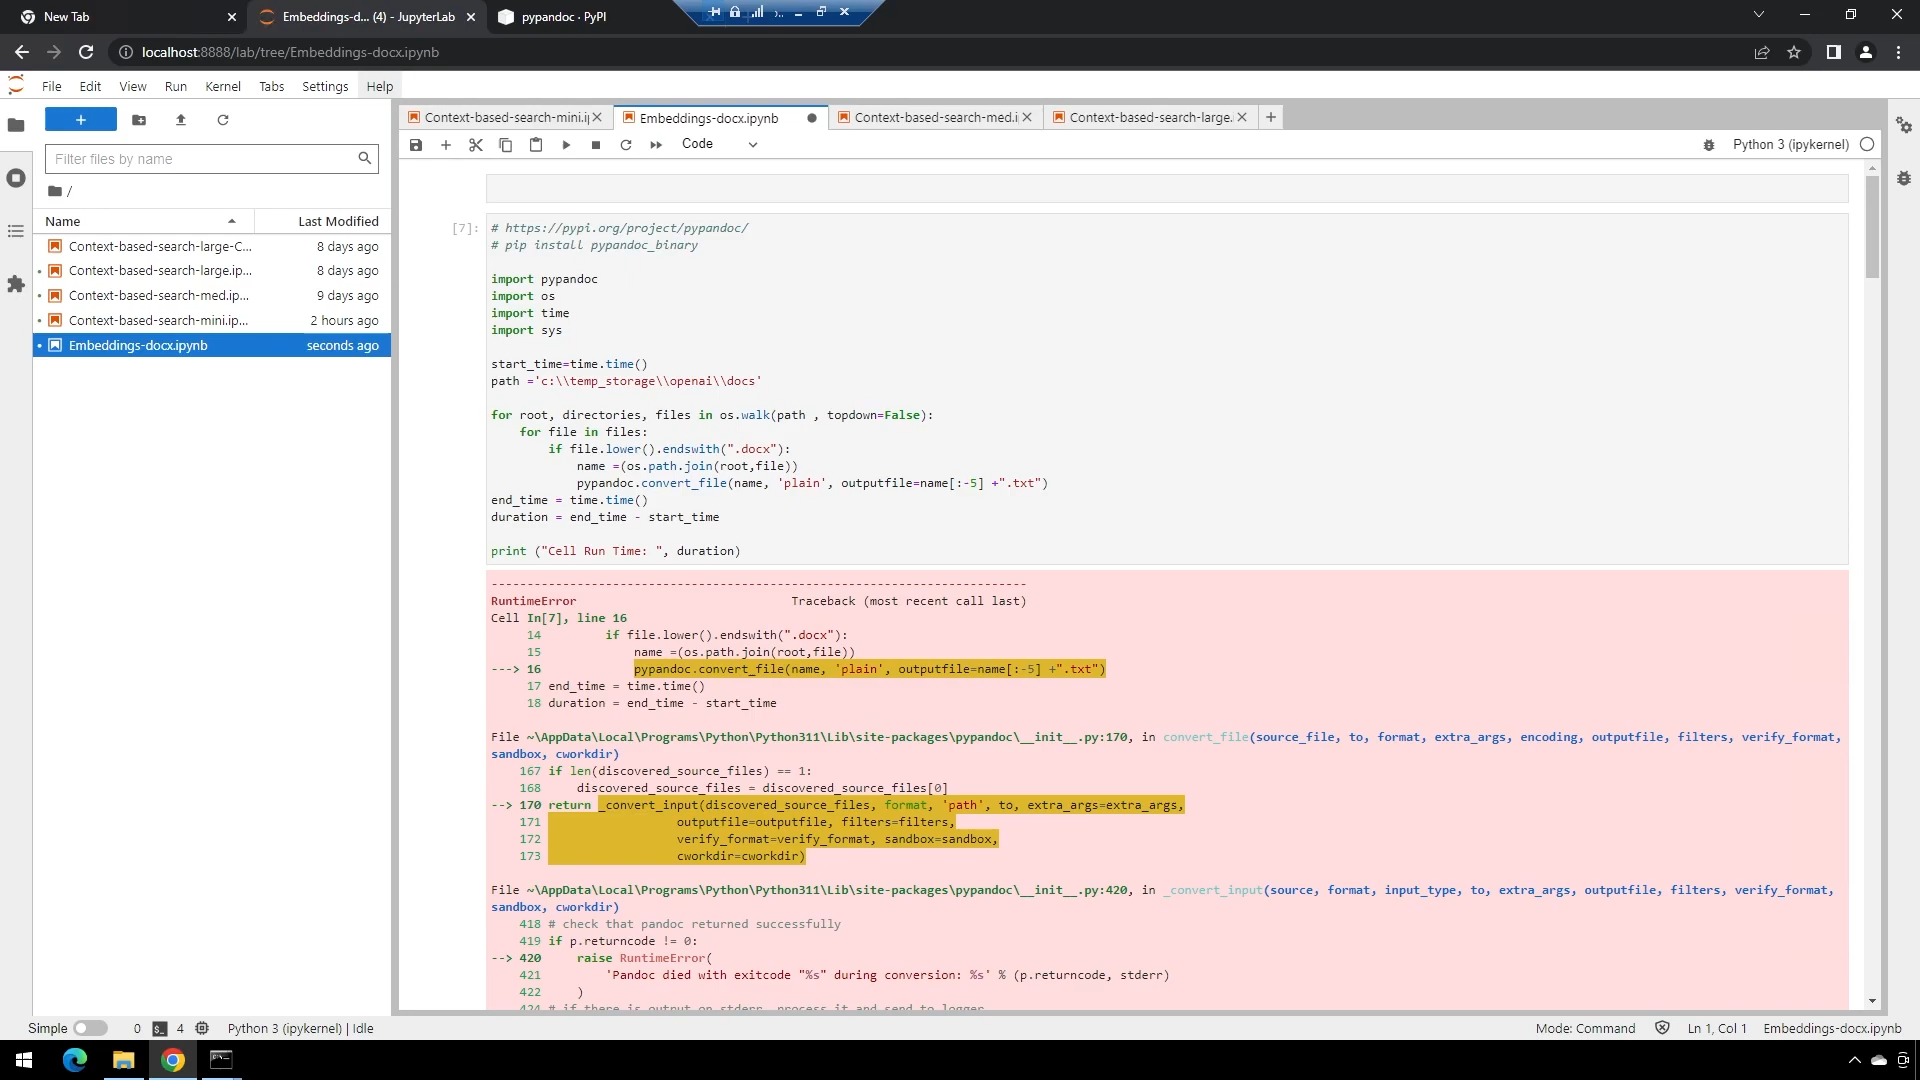 New Tab
Embeddings-d... (4) - JupyterLab
pypandoc · PyPI
localhost:8888/lab/tree/Embeddings-docx.ipynb
File Edit View Run Kernel Tabs Settings Help
+
Filter files by name
/
Name Last Modified
Context-based-search-large-C... 8 days ago
Context-based-search-large.ip... 8 days ago
Context-based-search-med.ip... 9 days ago
Context-based-search-mini.ip... 2 hours ago
Embeddings-docx.ipynb seconds ago
Context-based-search-mini.i Embeddings-docx.ipynb Context-based-search-med.i Context-based-search-large. +
Code
Python 3 (ipykernel)
[7]:
# https://pypi.org/project/pypandoc/
# pip install pypandoc_binary
import pypandoc
import os
import time
import sys
start_time=time.time()
path ='c:\\temp_storage\\openai\\docs'
for root, directories, files in os.walk(path , topdown=False):
    for file in files:
        if file.lower().endswith(".docx"):
            name =(os.path.join(root,file))
            pypandoc.convert_file(name, 'plain', outputfile=name[:-5] +".txt")
end_time = time.time()
duration = end_time - start_time
print ("Cell Run Time: ", duration)
---------------------------------------------------------------------------
RuntimeError                              Traceback (most recent call last)
Cell In[7], line 16
14         if file.lower().endswith(".docx"):
15             name =(os.path.join(root,file))
---> 16             pypandoc.convert_file(name, 'plain', outputfile=name[:-5] +".txt")
17 end_time = time.time()
18 duration = end_time - start_time
File ~\AppData\Local\Programs\Python\Python311\Lib\site-packages\pypandoc\__init__.py:170, in convert_file(source_file, to, format, extra_args, encoding, outputfile, filters, verify_format,
sandbox, cworkdir)
167 if len(discovered_source_files) == 1:
168     discovered_source_files = discovered_source_files[0]
--> 170 return _convert_input(discovered_source_files, format, 'path', to, extra_args=extra_args,
171                   outputfile=outputfile, filters=filters,
172                   verify_format=verify_format, sandbox=sandbox,
173                   cworkdir=cworkdir)
File ~\AppData\Local\Programs\Python\Python311\Lib\site-packages\pypandoc\__init__.py:420, in _convert_input(source, format, input_type, to, extra_args, outputfile, filters, verify_format,
sandbox, cworkdir)
418 # check that pandoc returned successfully
419 if p.returncode != 0:
--> 420     raise RuntimeError(
421         'Pandoc died with exitcode "%s" during conversion: %s' % (p.returncode, stderr)
422     )
424 # if there is output on stderr, process it and send to logger
Simple 0 4 Python 3 (ipykernel) | Idle
Mode: Command Ln 1, Col 1 Embeddings-docx.ipynb